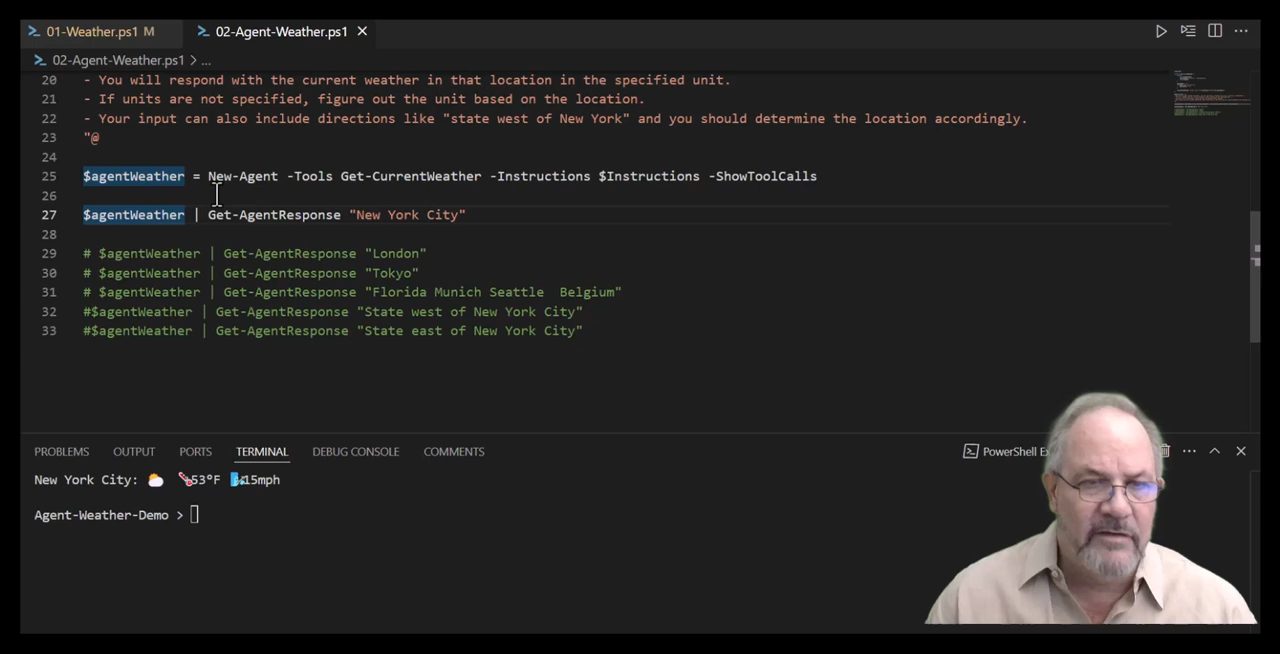 01-Weather.ps1 M
02-Agent-Weather.ps1
02-Agent-Weather.ps1 > ...
20 - You will respond with the current weather in that location in the specified unit.
21 - If units are not specified, figure out the unit based on the location.
22 - Your input can also include directions like "state west of New York" and you should determine the location accordingly.
23 "@
24
25 $agentWeather = New-Agent -Tools Get-CurrentWeather -Instructions $Instructions -ShowToolCalls
26
27 $agentWeather | Get-AgentResponse "New York City"
28
29 # $agentWeather | Get-AgentResponse "London"
30 # $agentWeather | Get-AgentResponse "Tokyo"
31 # $agentWeather | Get-AgentResponse "Florida Munich Seattle  Belgium"
32 #$agentWeather | Get-AgentResponse "State west of New York City"
33 #$agentWeather | Get-AgentResponse "State east of New York City"
PROBLEMS OUTPUT PORTS TERMINAL DEBUG CONSOLE COMMENTS PowerShell
New York City: ⛅ 🌡53°F 🌬15mph
Agent-Weather-Demo >